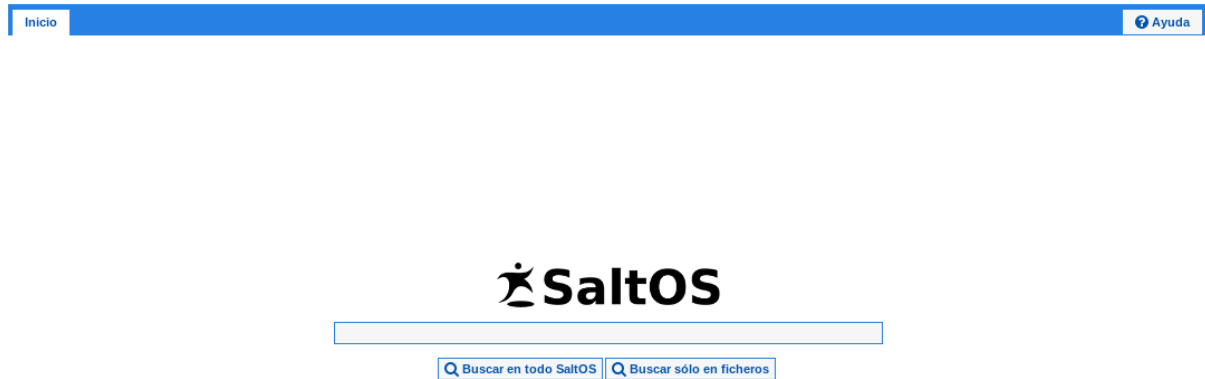 Inicio
Ayuda
SaltOS
Buscar en todo SaltOS
Buscar sólo en ficheros